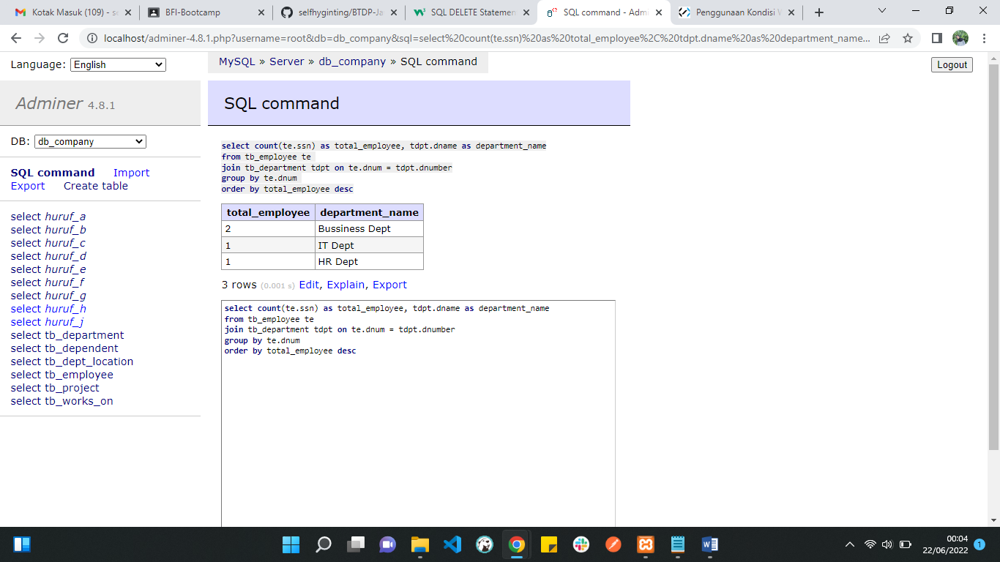 Kotak Masuk (109) - se
BFI-Bootcamp
selfhyginting/BTDP-Ja
SQL DELETE Statement
SQL command - Admi
Penggunaan Kondisi W
localhost/adminer-4.8.1.php?username=root&db=db_company&sql=select%20count(te.ssn)%20as%20total_employee%2C%20tdpt.dname%20as%20department_name...
Language: English
MySQL » Server » db_company » SQL command
Logout
Adminer 4.8.1
SQL command
DB: db_company
SQL command Import
Export Create table
select huruf_a
select huruf_b
select huruf_c
select huruf_d
select huruf_e
select huruf_f
select huruf_g
select huruf_h
select huruf_j
select tb_department
select tb_dependent
select tb_dept_location
select tb_employee
select tb_project
select tb_works_on
select count(te.ssn) as total_employee, tdpt.dname as department_name
from tb_employee te
join tb_department tdpt on te.dnum = tdpt.dnumber
group by te.dnum
order by total_employee desc
total_employee department_name
2 Bussiness Dept
1 IT Dept
1 HR Dept
3 rows (0.001 s) Edit, Explain, Export
select count(te.ssn) as total_employee, tdpt.dname as department_name
from tb_employee te
join tb_department tdpt on te.dnum = tdpt.dnumber
group by te.dnum
order by total_employee desc
00:04
22/06/2022
1